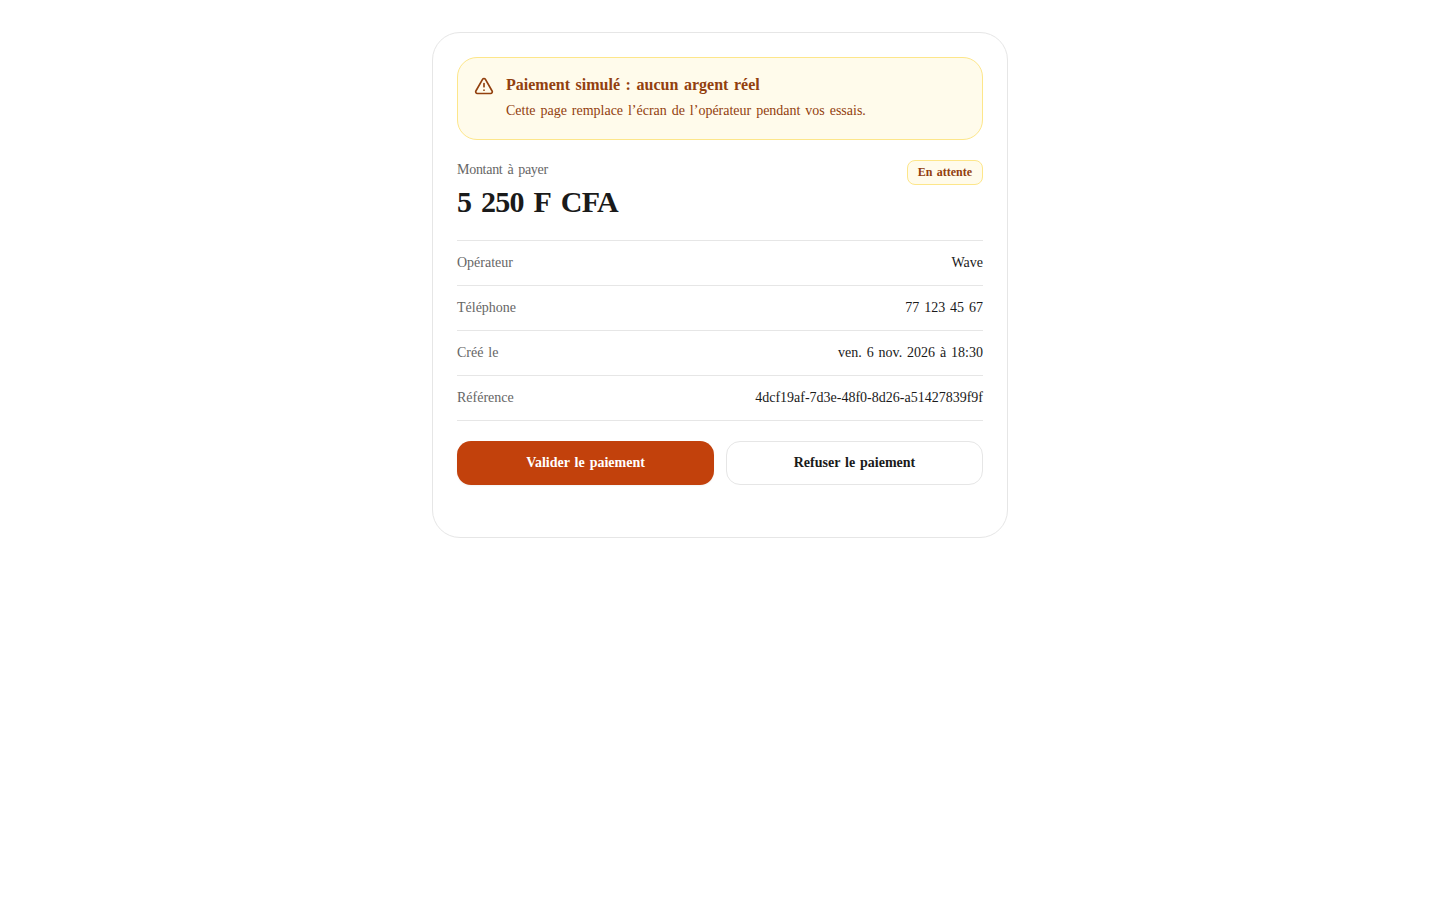 Paiement simulé : aucun argent réel
Cette page remplace l’écran de l’opérateur pendant vos essais.
Montant à payer
En attente
5 250 F CFA
Opérateur Wave
Téléphone 77 123 45 67
Créé le ven. 6 nov. 2026 à 18:30
Référence 4dcf19af-7d3e-48f0-8d26-a51427839f9f
Valider le paiement Refuser le paiement